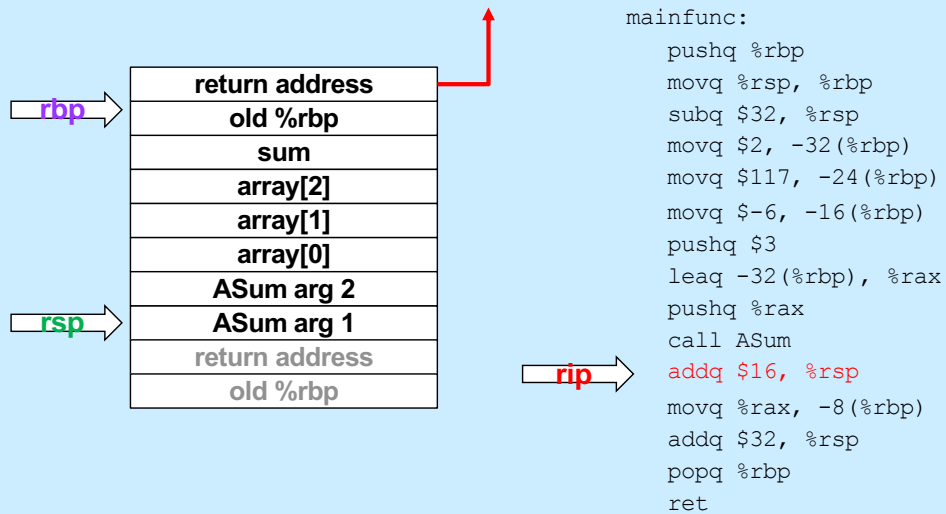 return address
rbp
old %rbp
sum
array[2]
array[1]
array[0]
ASum arg 2
rsp
ASum arg 1
return address
old %rbp
mainfunc:
pushq %rbp
movq %rsp, %rbp
subq $32, %rsp
movq $2, -32(%rbp)
movq $117, -24(%rbp)
movq $-6, -16(%rbp)
pushq $3
leaq -32(%rbp), %rax
pushq %rax
call ASum
rip
addq $16, %rsp
movq %rax, -8(%rbp)
addq $32, %rsp
popq %rbp
ret